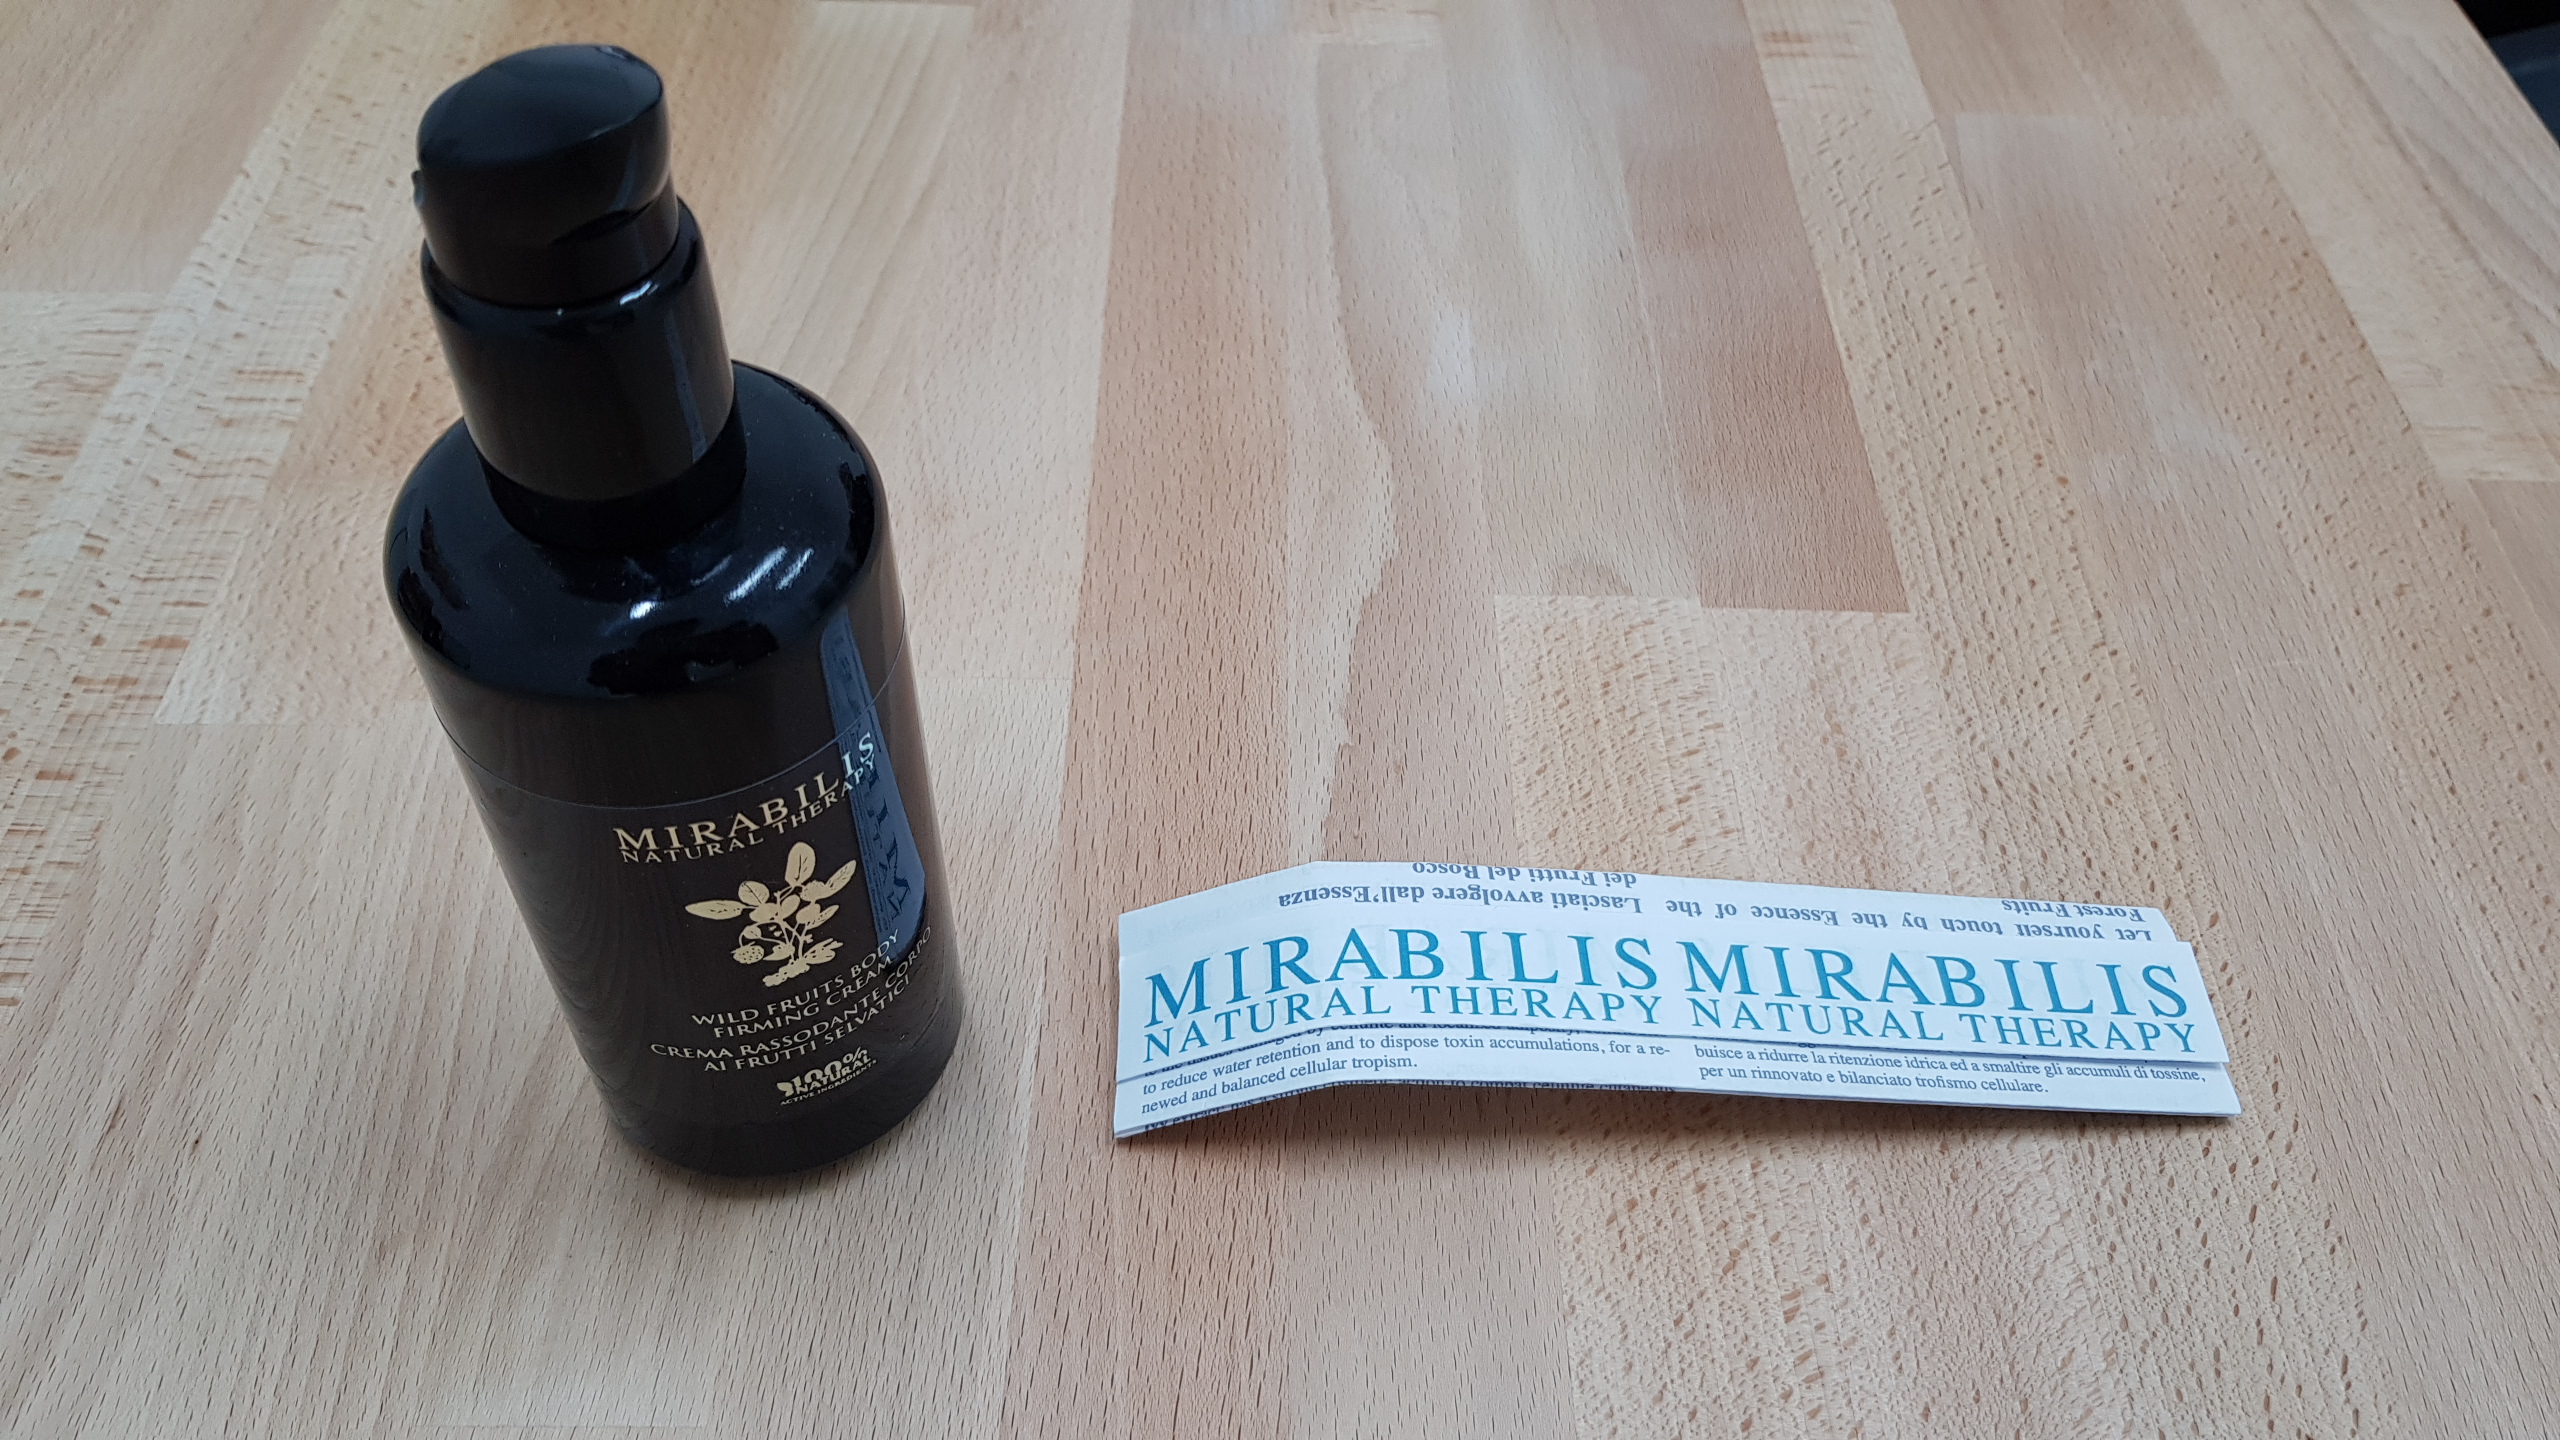 MIRABILIS
NATURAL THERAPY
WILD FRUITS BODY
FIRMING CREAM
CREMA RASSODANTE CORPO
AI FRUTTI SELVATICI
100%
NATURAL
ACTIVE INGREDIENTS
Let yourself touch by the Essence of the
Forest Fruits
Lasciati avvolgere dall'Essenza
dei Frutti del Bosco
MIRABILIS
NATURAL THERAPY
to reduce water retention and to dispose toxin accumulations, for a re-
newed and balanced cellular tropism.
MIRABILIS
NATURAL THERAPY
buisce a ridurre la ritenzione idrica ed a smaltire gli accumuli di tossine,
per un rinnovato e bilanciato trofismo cellulare.